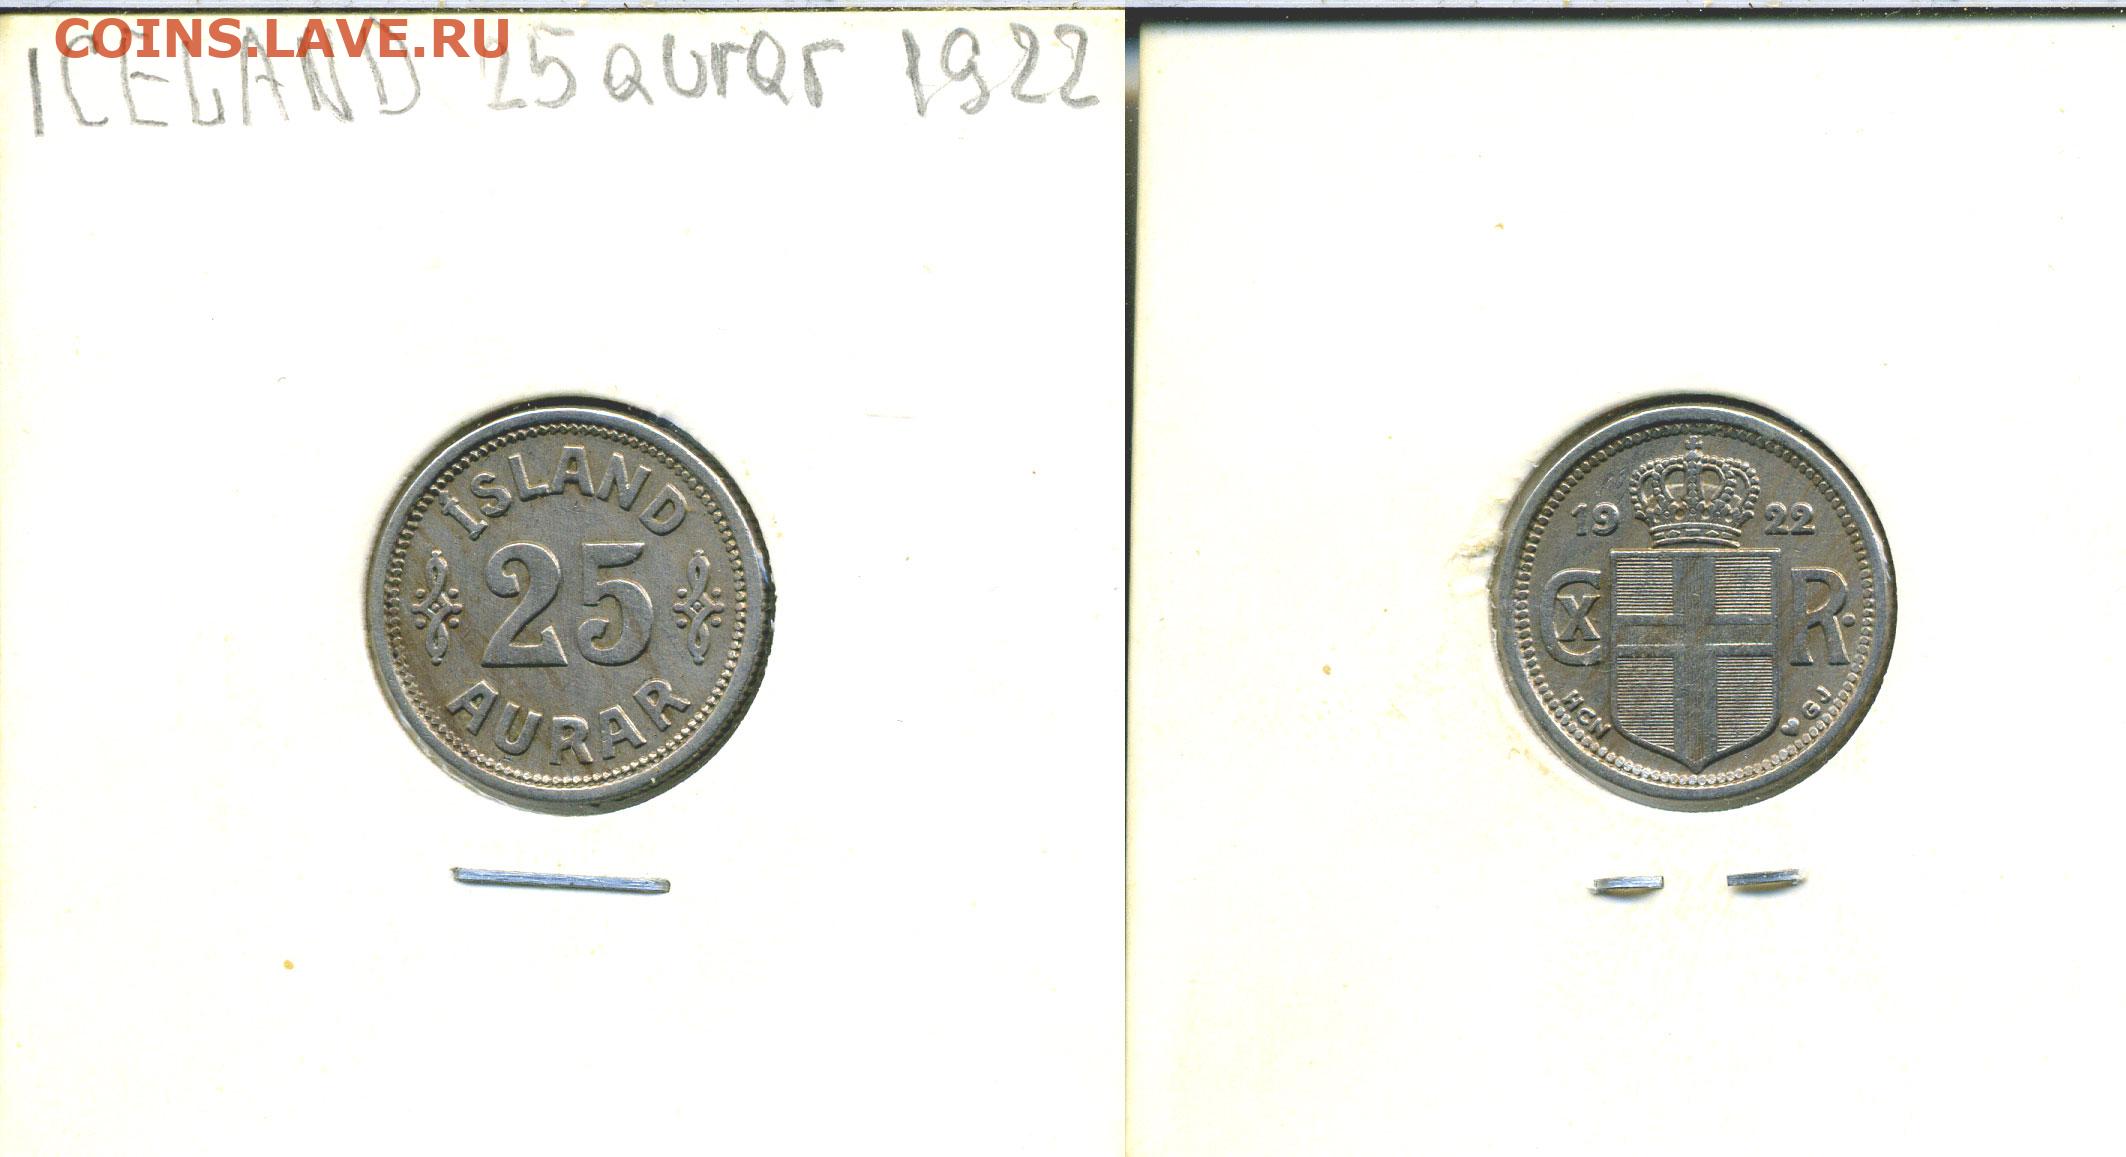 COINS.LAVE.RU
ICELAND 25 aurar 1922
ÍSLAND
25
AURAR
19 22
CX R.
HCN ♥ GJ